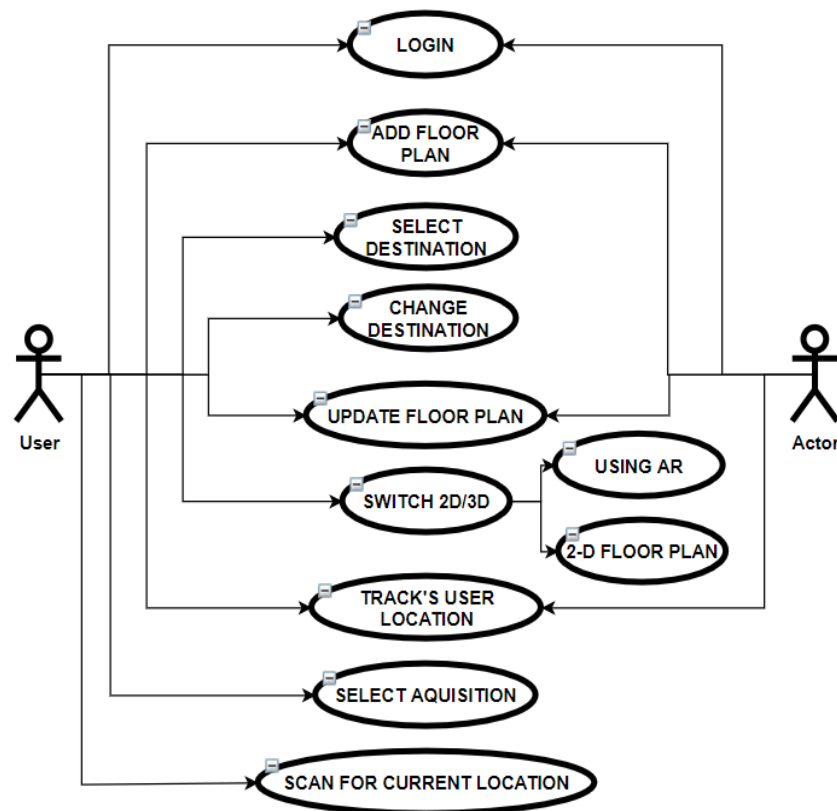 LOGIN
ADD FLOOR
PLAN
SELECT
DESTINATION
CHANGE
DESTINATION
User
UPDATE FLOOR PLAN
Actor
USING AR
SWITCH 2D/3D
2-D FLOOR PLAN
TRACK'S USER
LOCATION
SELECT AQUISITION
SCAN FOR CURRENT LOCATION